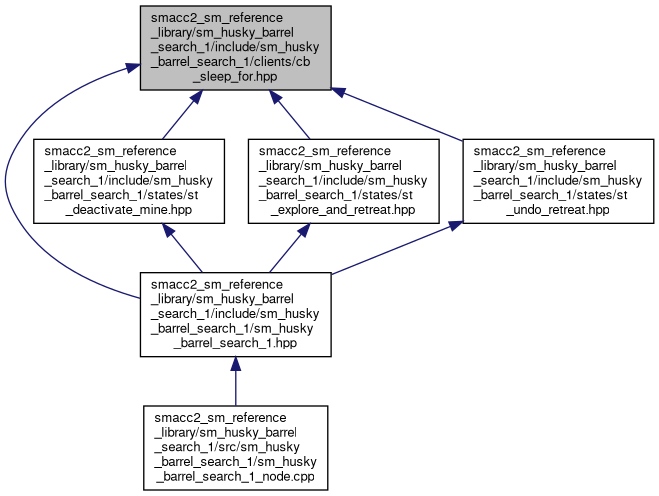 smacc2_sm_reference
_library/sm_husky_barrel
_search_1/include/sm_husky
_barrel_search_1/clients/cb
_sleep_for.hpp
smacc2_sm_reference
_library/sm_husky_barrel
_search_1/include/sm_husky
_barrel_search_1/states/st
_deactivate_mine.hpp
smacc2_sm_reference
_library/sm_husky_barrel
_search_1/include/sm_husky
_barrel_search_1/states/st
_explore_and_retreat.hpp
smacc2_sm_reference
_library/sm_husky_barrel
_search_1/include/sm_husky
_barrel_search_1/states/st
_undo_retreat.hpp
smacc2_sm_reference
_library/sm_husky_barrel
_search_1/include/sm_husky
_barrel_search_1/sm_husky
_barrel_search_1.hpp
smacc2_sm_reference
_library/sm_husky_barrel
_search_1/src/sm_husky
_barrel_search_1/sm_husky
_barrel_search_1_node.cpp